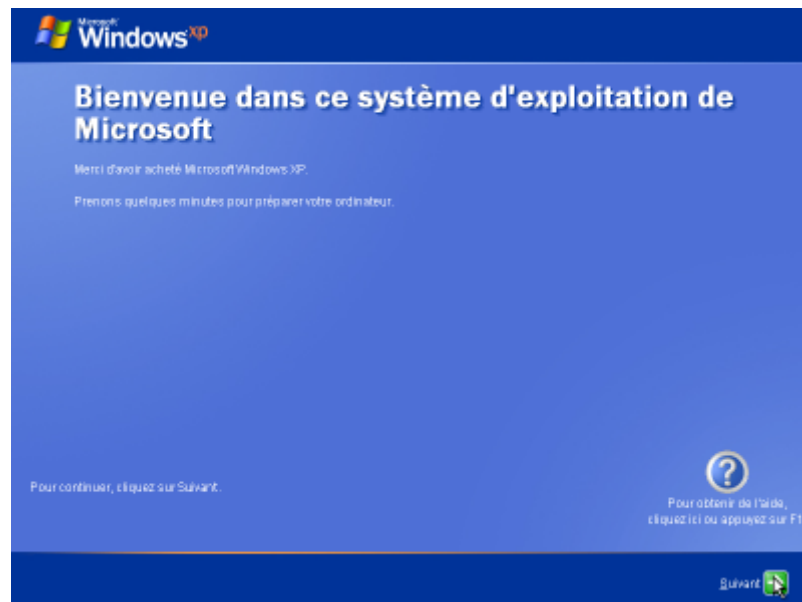 Microsoft
Windows xp
Bienvenue dans ce système d'exploitation de
Microsoft
Merci d'avoir acheté Microsoft Windows XP.
Prenons quelques minutes pour préparer votre ordinateur.
Pour continuer, cliquez sur Suivant.
Pour obtenir de l'aide,
cliquez ici ou appuyez sur F1
Suivant